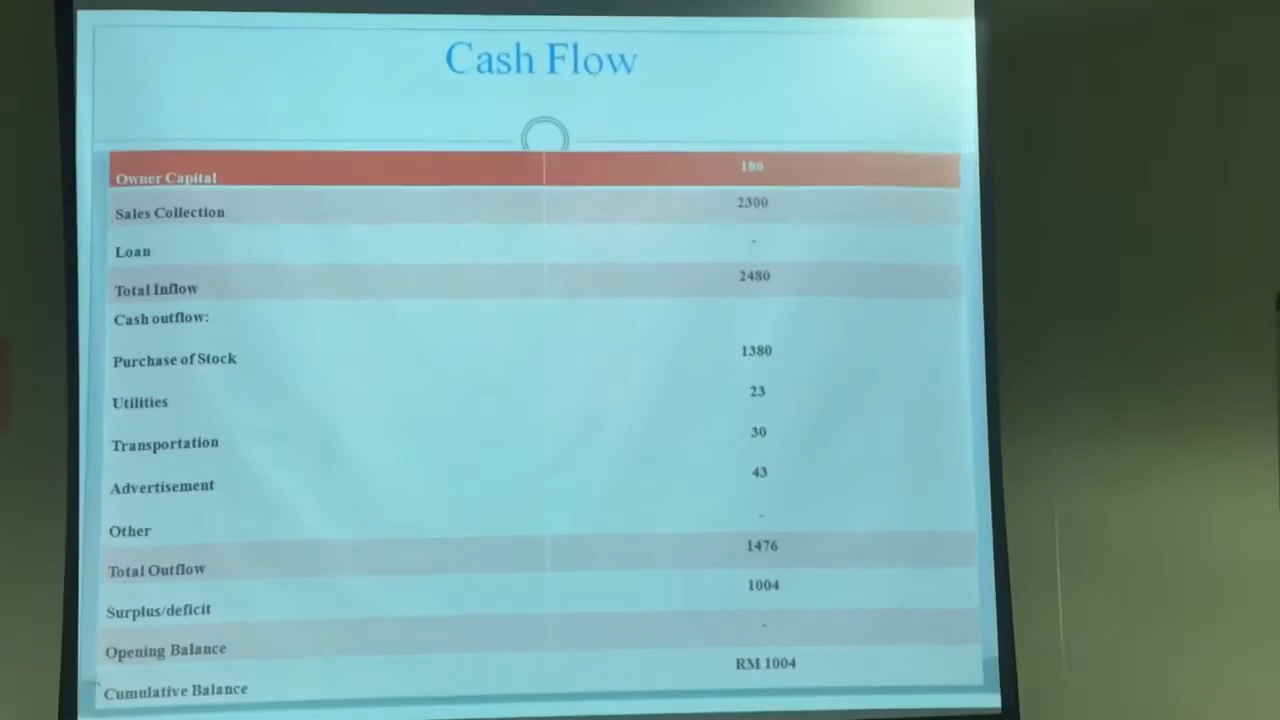 Cash Flow
Owner Capital 180
Sales Collection 2300
Loan -
Total Inflow 2480
Cash outflow:
Purchase of Stock 1380
Utilities 23
Transportation 30
Advertisement 43
Other -
Total Outflow 1476
Surplus/deficit 1004
Opening Balance -
Cumulative Balance RM 1004